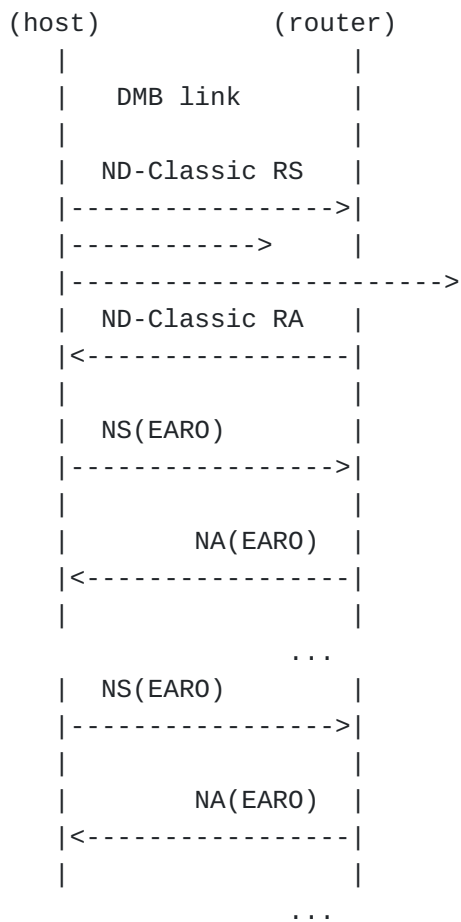 (host)           (router)
   |                  |
   |   DMB link       |
   |                  |
   |  ND-Classic RS   |
   |----------------->|
   |------------>     |
   |------------------------>
   |  ND-Classic RA   |
   |<-----------------|
   |                  |
   |  NS(EARO)        |
   |----------------->|
   |                  |
   |        NA(EARO)  |
   |<-----------------|
   |                  |
                  ...
   |  NS(EARO)        |
   |----------------->|
   |                  |
   |        NA(EARO)  |
   |<-----------------|
   |                  |
                  ...